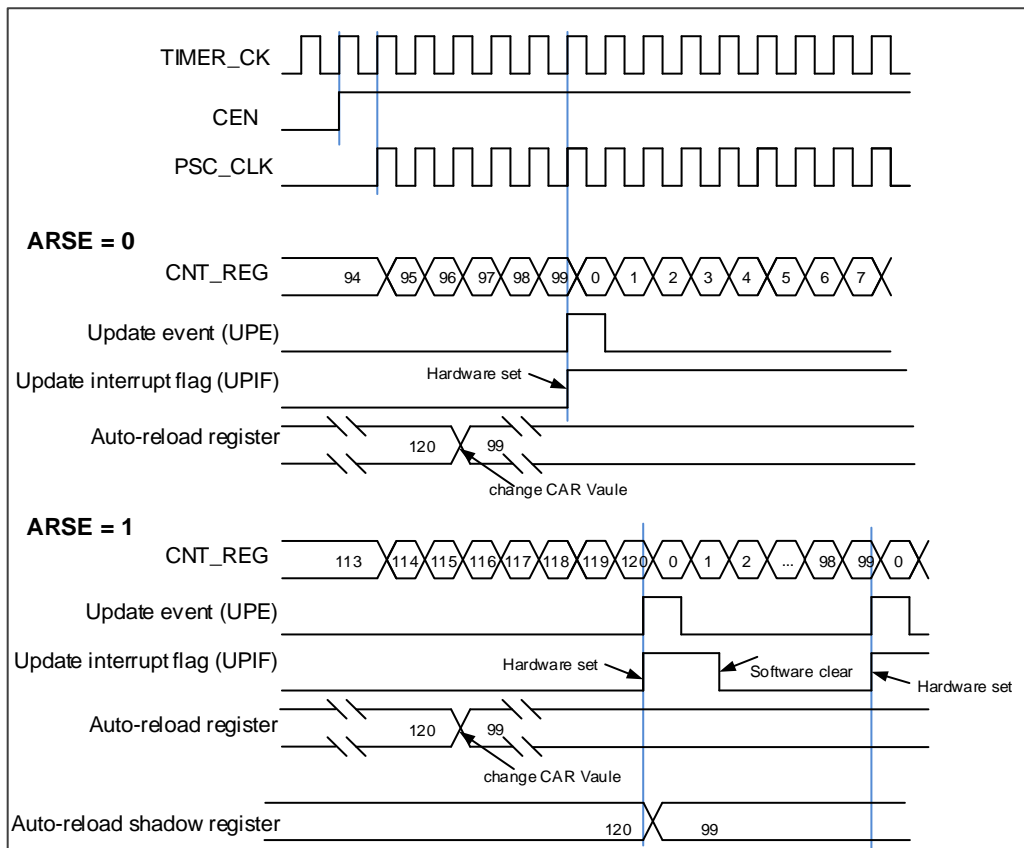 TIMER_CK
CEN
PSC_CLK
ARSE = 0
CNT_REG 94 95 96 97 98 99 0 1 2 3 4 5 6 7
Update event (UPE)
Update interrupt flag (UPIF) Hardware set
Auto-reload register 120 99
change CAR Vaule
ARSE = 1
CNT_REG 113 114 115 116 117 118 119 120 0 1 2 ... 98 99 0
Update event (UPE)
Update interrupt flag (UPIF) Hardware set Software clear Hardware set
Auto-reload register 120 99
change CAR Vaule
Auto-reload shadow register 120 99